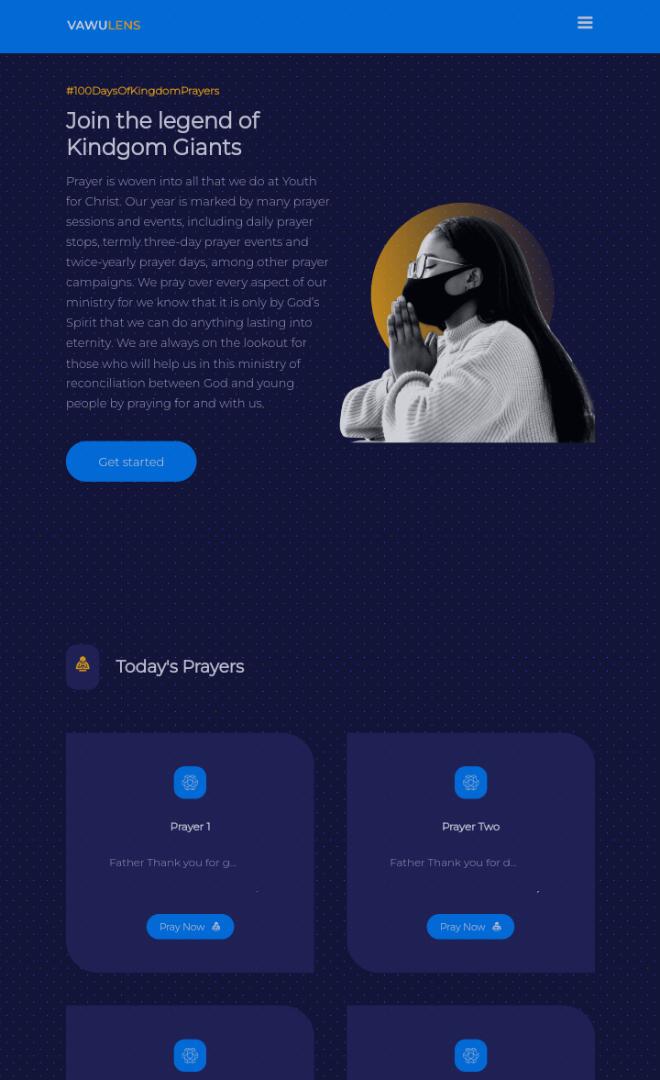 VAWULENS
#100DaysOfKingdomPrayers
Join the legend of
Kindgom Giants
Prayer is woven into all that we do at Youth
for Christ. Our year is marked by many prayer
sessions and events, including daily prayer
stops, termly three-day prayer events and
twice-yearly prayer days, among other prayer
campaigns. We pray over every aspect of our
ministry for we know that it is only by God's
Spirit that we can do anything lasting into
eternity. We are always on the lookout for
those who will help us in this ministry of
reconciliation between God and young
people by praying for and with us.
Get started
Today's Prayers
Prayer 1
Father Thank you for g...
Pray Now
Prayer Two
Father Thank you for d...
Pray Now